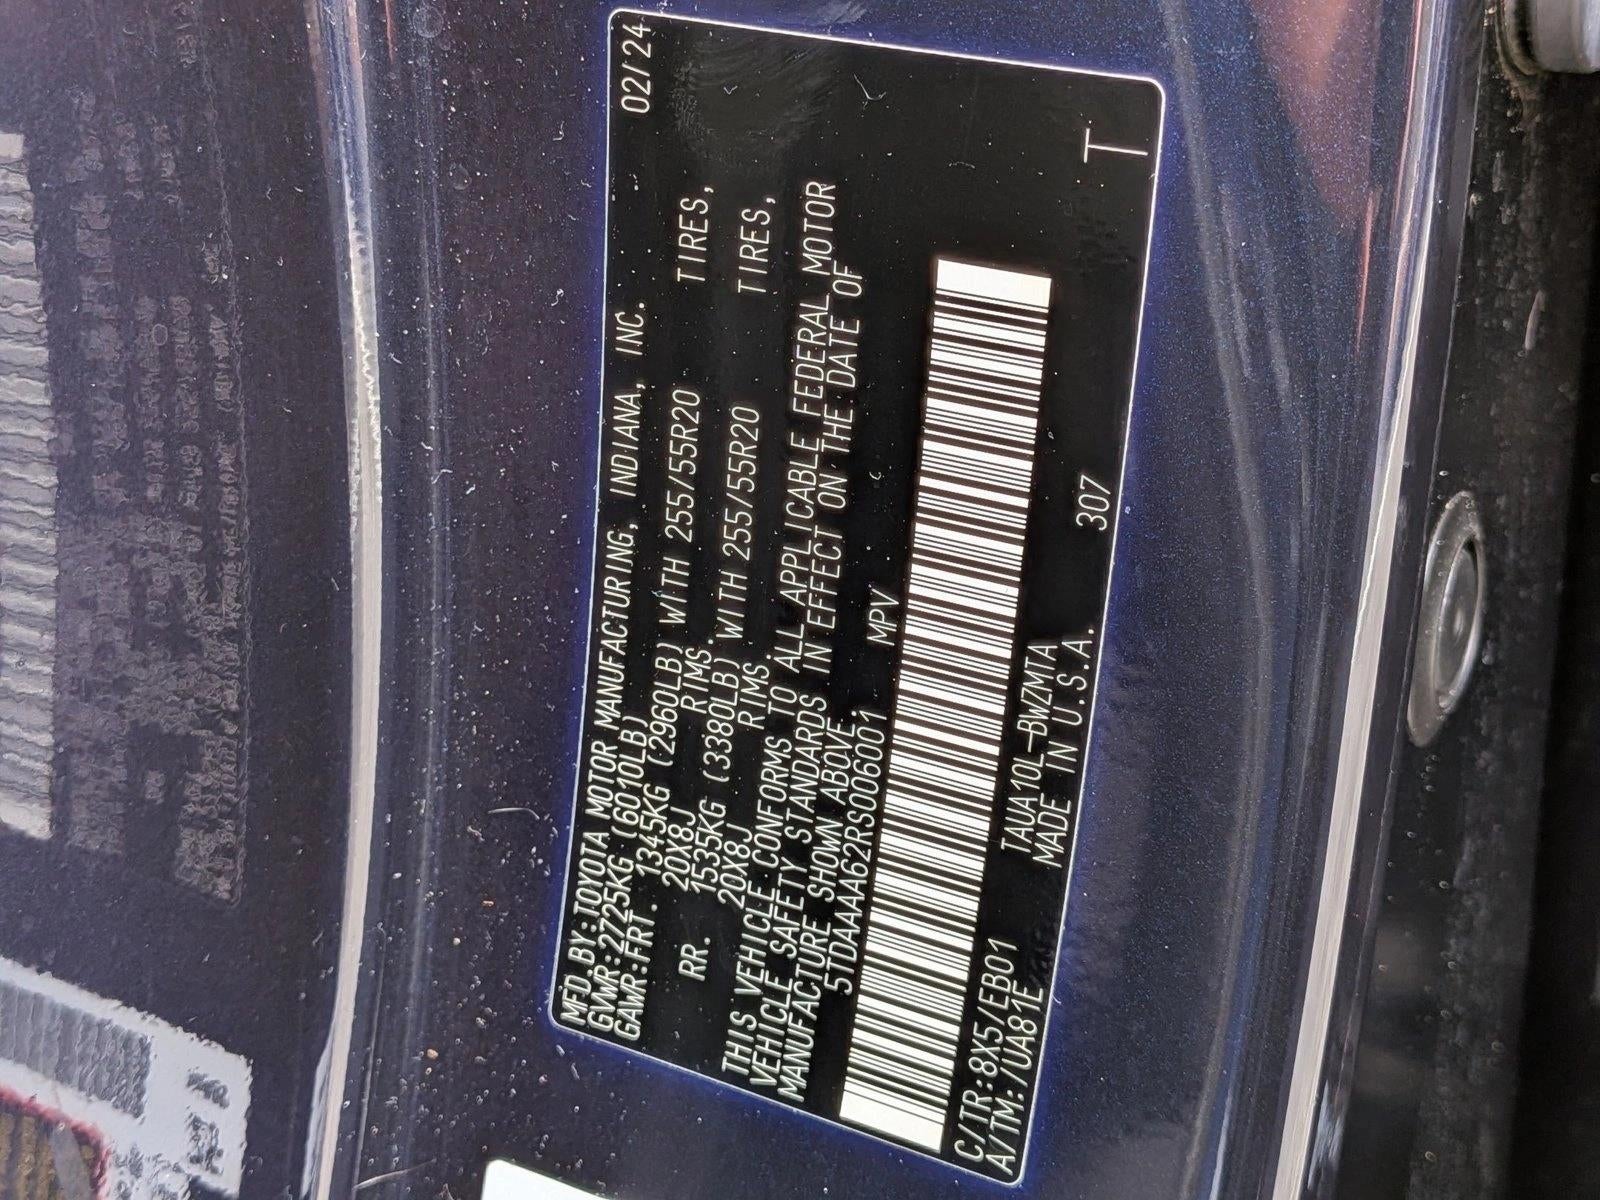 MFD.BY:TOYOTA MOTOR MANUFACTURING, INDIANA, INC. 02/24
GVWR:2725KG (6010LB)
GAWR:FRT. 1345KG (2960LB) WITH 255/55R20 TIRES,
20X8J RIMS.
RR. 1535KG (3380LB) WITH 255/55R20 TIRES,
20X8J RIMS.
THIS VEHICLE CONFORMS TO ALL APPLICABLE FEDERAL MOTOR
VEHICLE SAFETY STANDARDS IN EFFECT ON THE DATE OF
MANUFACTURE SHOWN ABOVE.
5TDAAAA62RS006001 MPV
C/TR:8X5/EB01 TAUA10L-BWZMTA 307 T
A/TM:/UA81E MADE IN U.S.A.